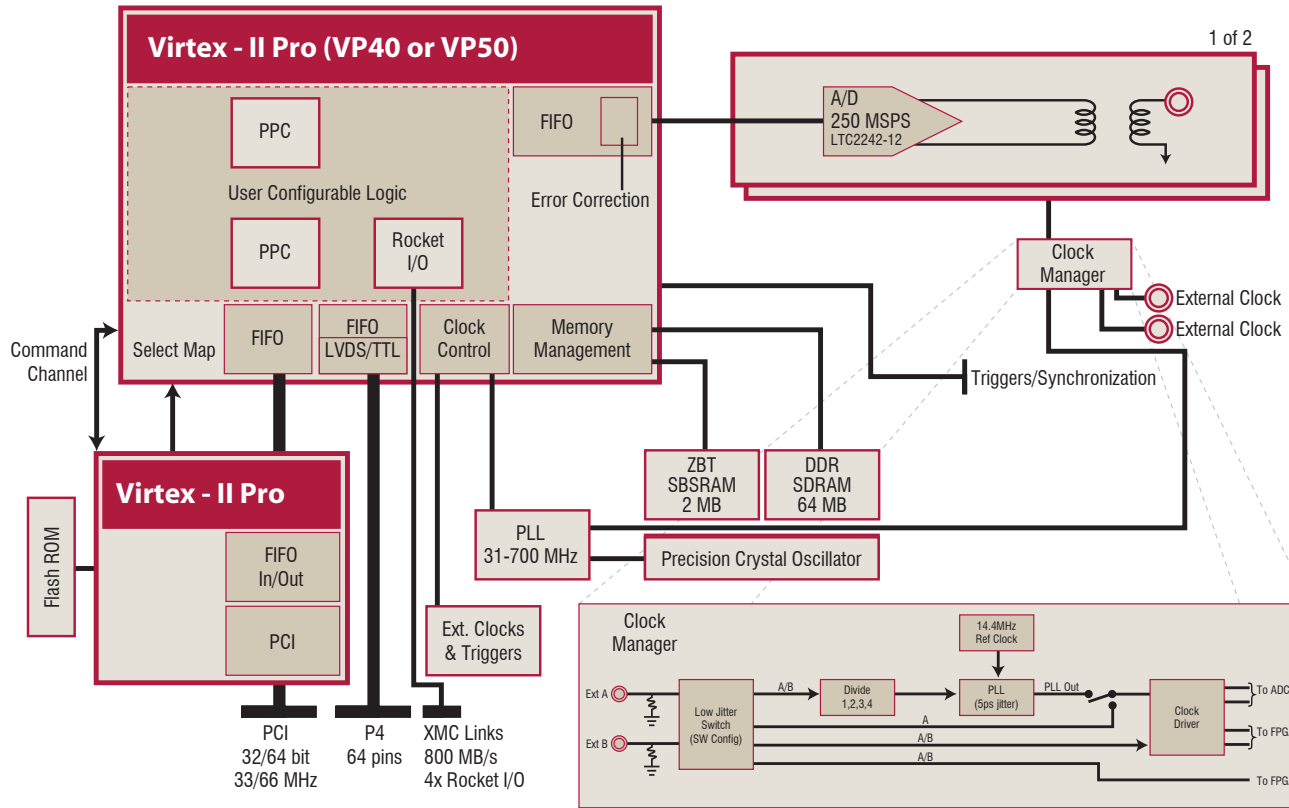 Virtex - II Pro (VP40 or VP50)
PPC
User Configurable Logic
PPC
Rocket
I/O
FIFO
Error Correction
Select Map
FIFO
FIFO
LVDS/TTL
Clock
Control
Memory
Management
1 of 2
A/D
250 MSPS
LTC2242-12
Clock
Manager
External Clock
External Clock
Triggers/Synchronization
Command
Channel
Virtex - II Pro
FIFO
In/Out
PCI
Flash ROM
ZBT
SBSRAM
2 MB
DDR
SDRAM
64 MB
PLL
31-700 MHz
Precision Crystal Oscillator
Ext. Clocks
& Triggers
PCI
32/64 bit
33/66 MHz
P4
64 pins
XMC Links
800 MB/s
4x Rocket I/O
Clock
Manager
14.4MHz
Ref Clock
Ext A
Ext B
Low Jitter
Switch
(SW Config)
A/B
Divide
1,2,3,4
PLL
(5ps jitter)
PLL Out
A
A/B
A/B
Clock
Driver
To ADC
To FPG
To FPG